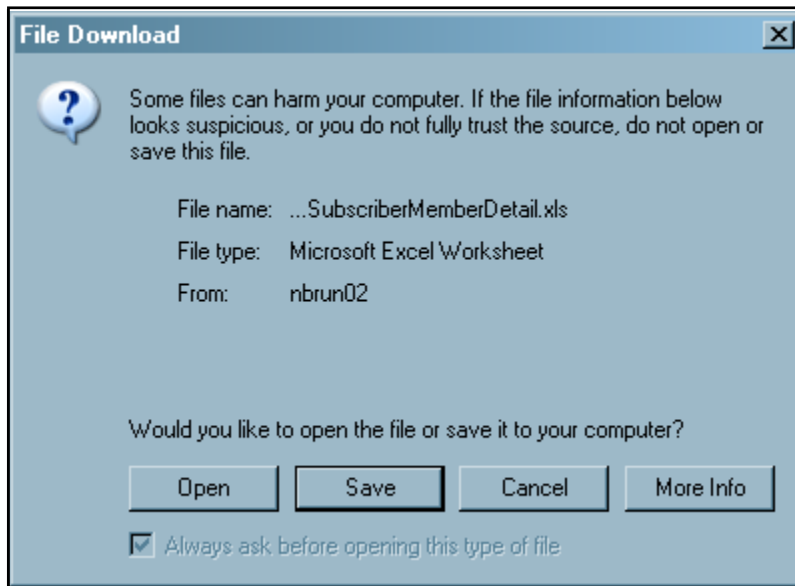 File Download
Some files can harm your computer. If the file information below
looks suspicious, or you do not fully trust the source, do not open or
save this file.
File name: ...SubscriberMemberDetail.xls
File type: Microsoft Excel Worksheet
From: nbrun02
Would you like to open the file or save it to your computer?
Open Save Cancel More Info
Always ask before opening this type of file